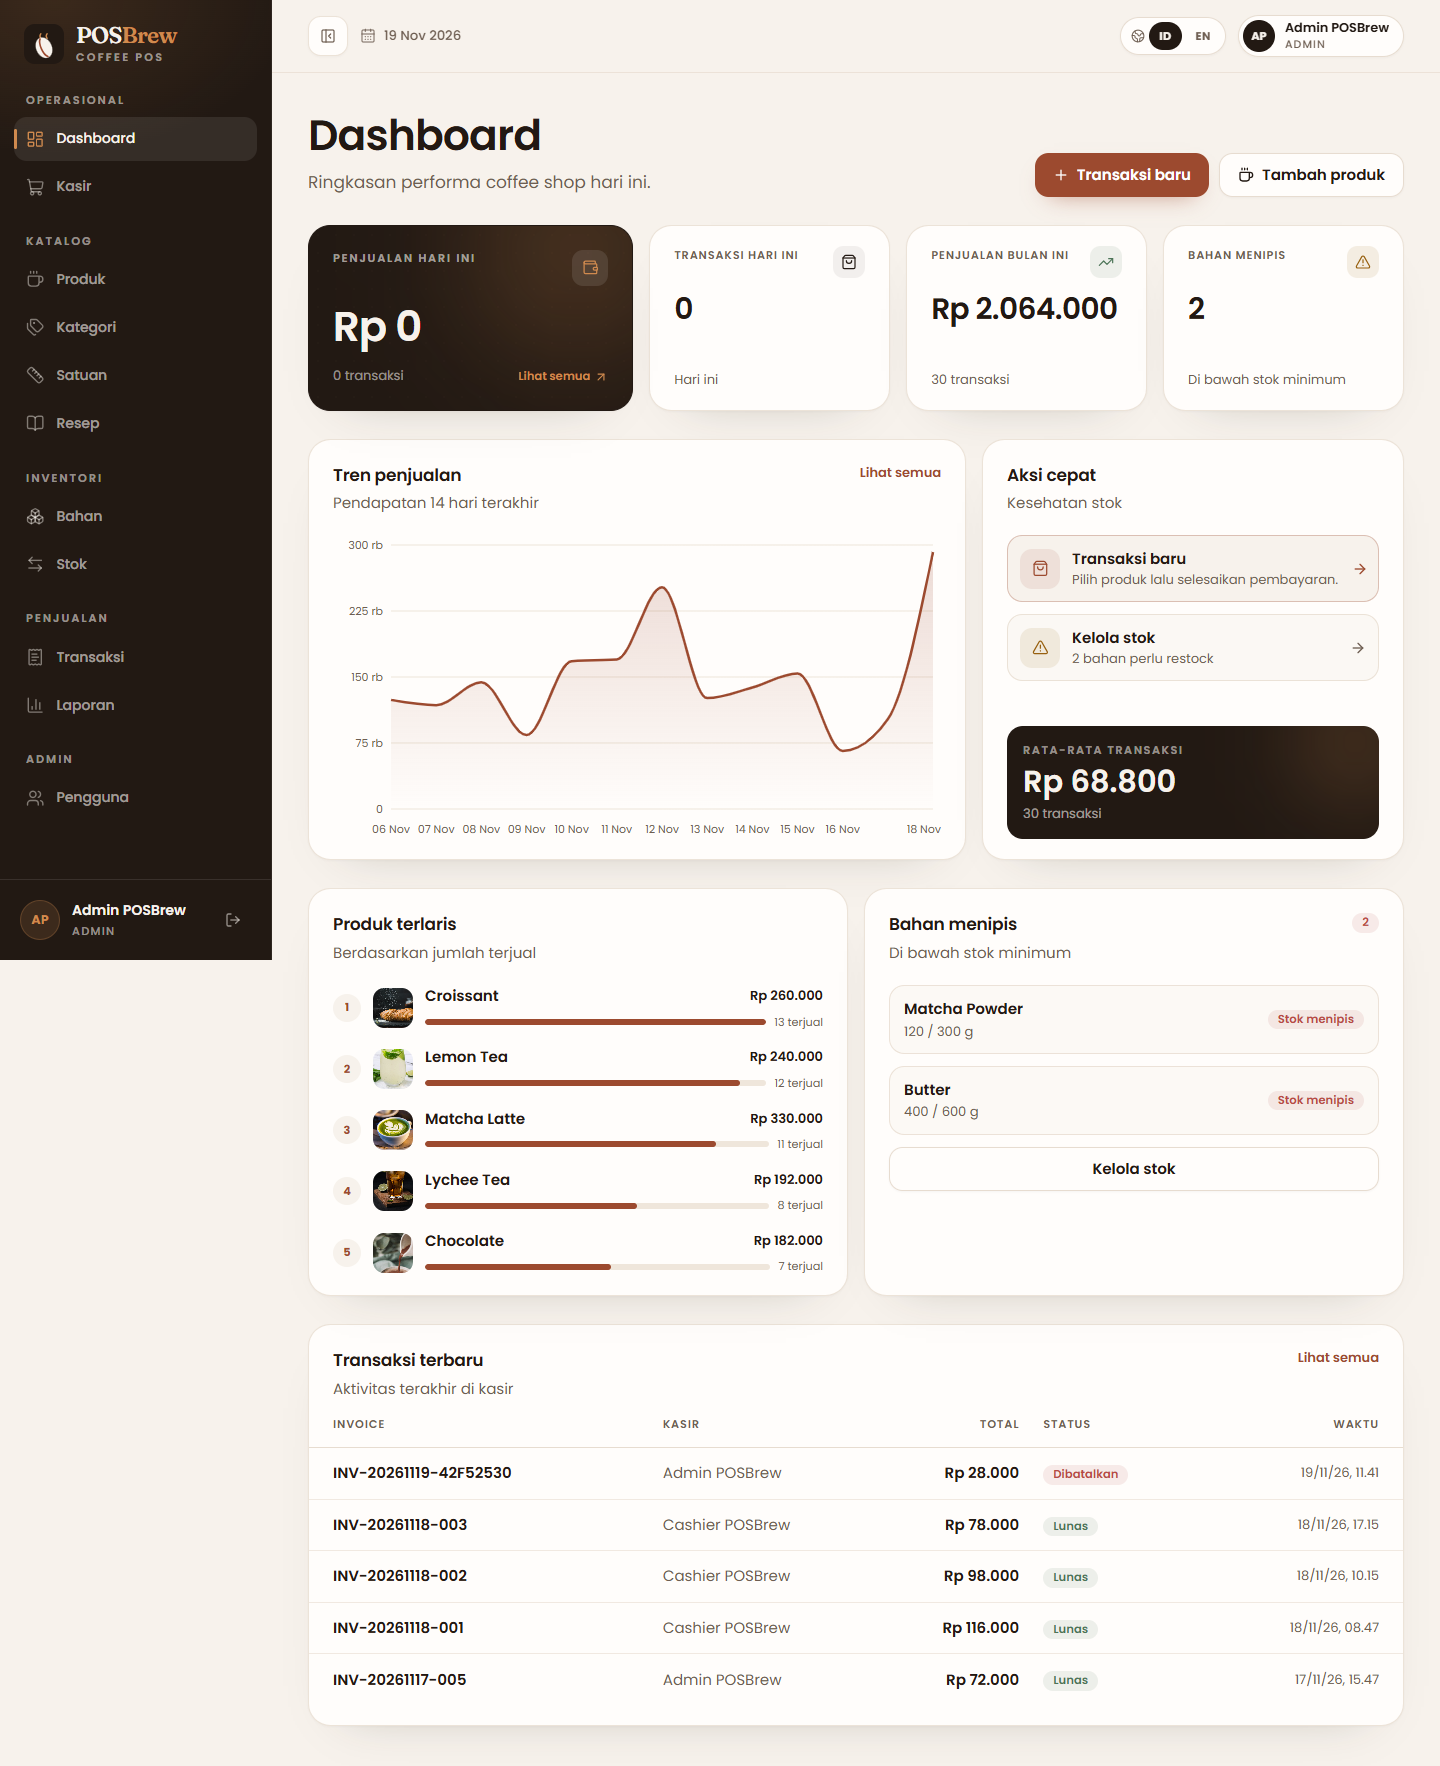 POSBrew
COFFEE POS
OPERASIONAL
Dashboard
Kasir
KATALOG
Produk
Kategori
Satuan
Resep
INVENTORI
Bahan
Stok
PENJUALAN
Transaksi
Laporan
ADMIN
Pengguna
AP
Admin POSBrew
ADMIN
19 Nov 2026
ID
EN
AP
Admin POSBrew
ADMIN
Dashboard
Ringkasan performa coffee shop hari ini.
Transaksi baru
Tambah produk
PENJUALAN HARI INI
Rp 0
0 transaksi
Lihat semua
TRANSAKSI HARI INI
0
Hari ini
PENJUALAN BULAN INI
Rp 2.064.000
30 transaksi
BAHAN MENIPIS
2
Di bawah stok minimum
Tren penjualan
Lihat semua
Pendapatan 14 hari terakhir
300 rb
225 rb
150 rb
75 rb
0
06 Nov 07 Nov 08 Nov 09 Nov 10 Nov 11 Nov 12 Nov 13 Nov 14 Nov 15 Nov 16 Nov 18 Nov
Aksi cepat
Kesehatan stok
Transaksi baru
Pilih produk lalu selesaikan pembayaran.
Kelola stok
2 bahan perlu restock
RATA-RATA TRANSAKSI
Rp 68.800
30 transaksi
Produk terlaris
Berdasarkan jumlah terjual
1 Croissant Rp 260.000
13 terjual
2 Lemon Tea Rp 240.000
12 terjual
3 Matcha Latte Rp 330.000
11 terjual
4 Lychee Tea Rp 192.000
8 terjual
5 Chocolate Rp 182.000
7 terjual
Bahan menipis
2
Di bawah stok minimum
Matcha Powder
120 / 300 g
Stok menipis
Butter
400 / 600 g
Stok menipis
Kelola stok
Transaksi terbaru
Lihat semua
Aktivitas terakhir di kasir
INVOICE KASIR TOTAL STATUS WAKTU
INV-20261119-42F52530 Admin POSBrew Rp 28.000 Dibatalkan 19/11/26, 11.41
INV-20261118-003 Cashier POSBrew Rp 78.000 Lunas 18/11/26, 17.15
INV-20261118-002 Cashier POSBrew Rp 98.000 Lunas 18/11/26, 10.15
INV-20261118-001 Cashier POSBrew Rp 116.000 Lunas 18/11/26, 08.47
INV-20261117-005 Admin POSBrew Rp 72.000 Lunas 17/11/26, 15.47